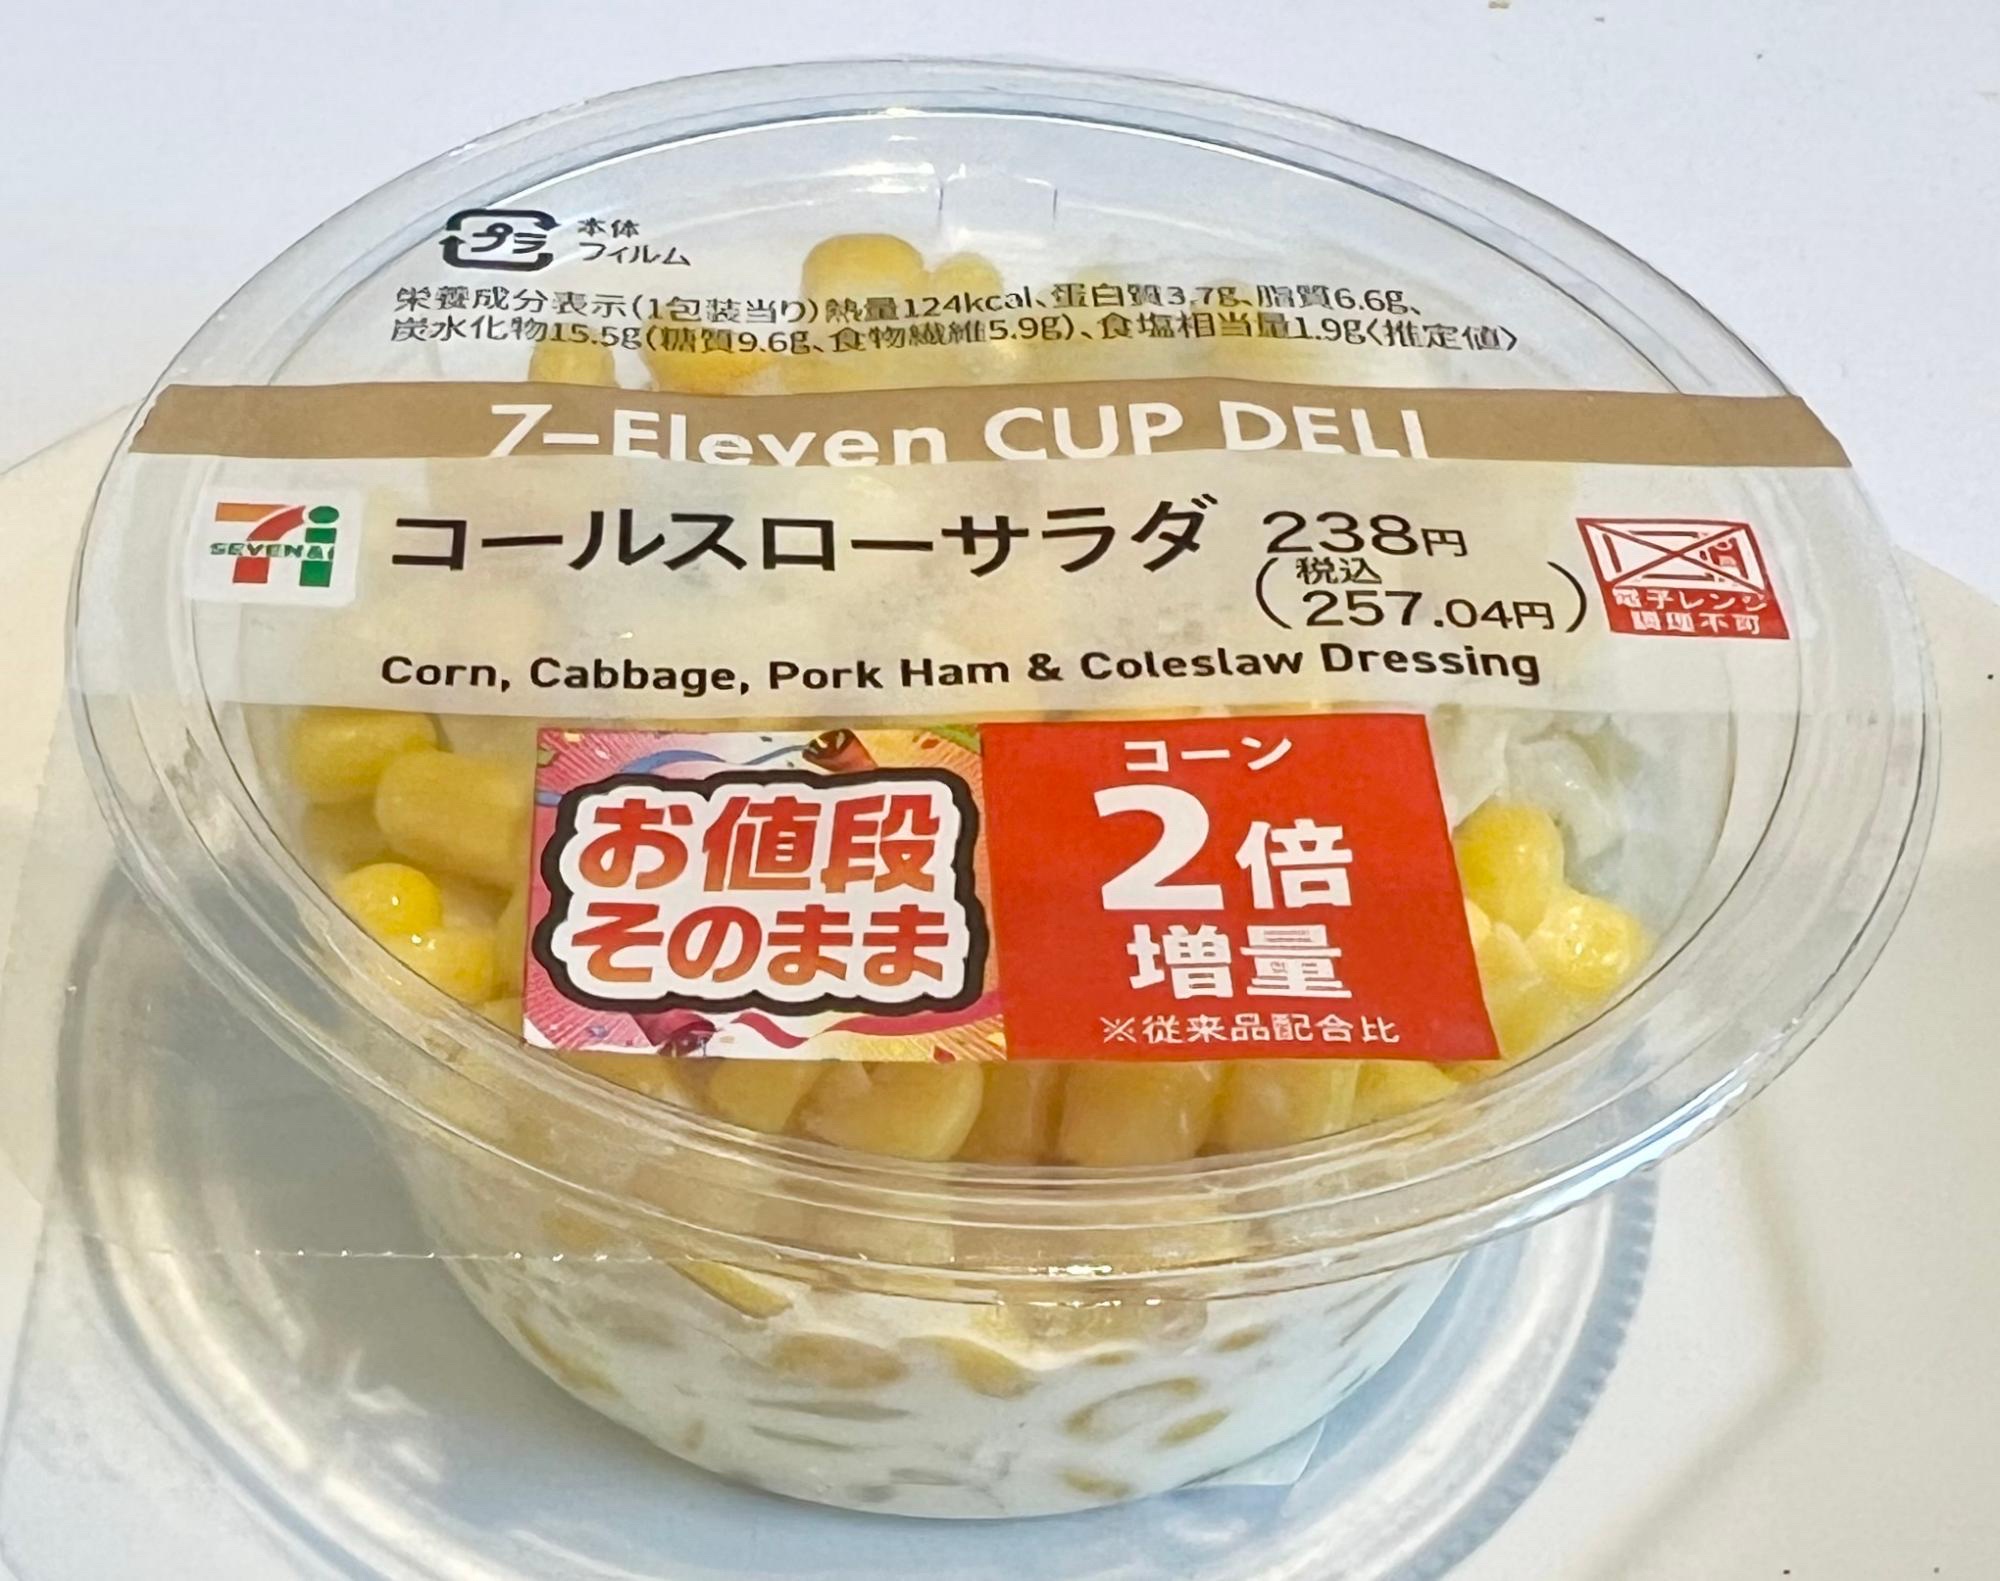 プラ 本体
フィルム
栄養成分表示(1包装当り)熱量124kcal、蛋白質3.7g、脂質6.6g、
炭水化物15.5g(糖質9.6g、食物繊維5.9g)、食塩相当量1.9g〈推定値〉
7-Eleven CUP DELI
SEVEN&i
コールスローサラダ 238円
(税込
257.04円)
電子レンジ
調理不可
Corn, Cabbage, Pork Ham & Coleslaw Dressing
お値段
そのまま
コーン
2倍
増量
※従来品配合比